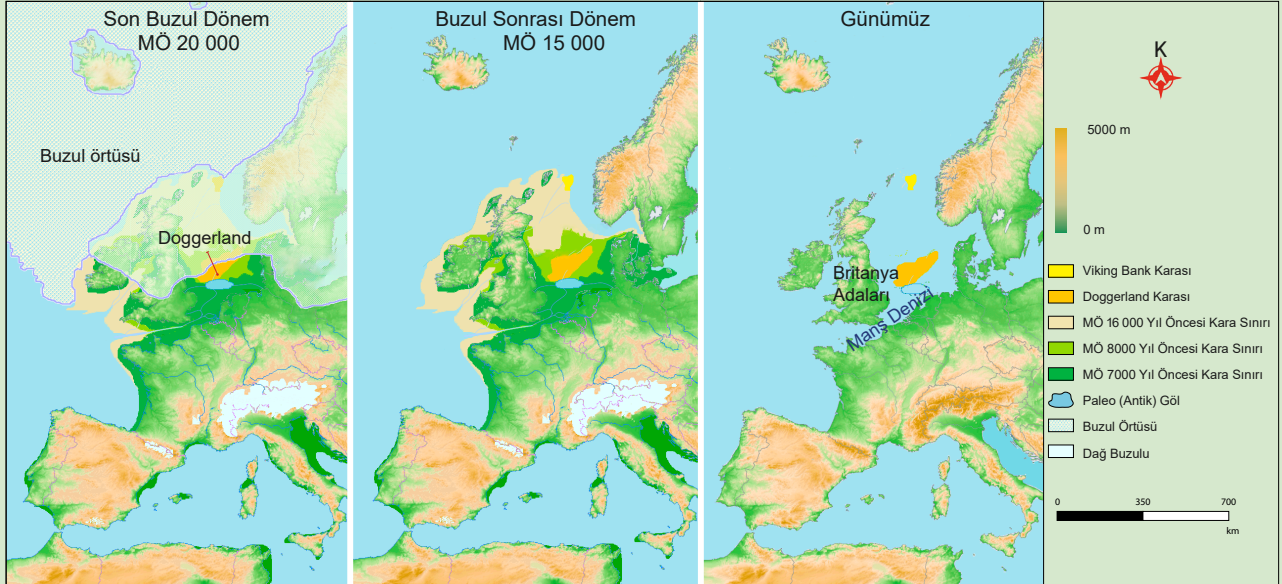 Son Buzul Dönem
MÖ 20 000
Buzul örtüsü
Doggerland
Buzul Sonrası Dönem
MÖ 15 000
Günümüz
Britanya
Adaları
Manş Denizi
K
5000 m
0 m
Viking Bank Karası
Doggerland Karası
MÖ 16 000 Yıl Öncesi Kara Sınırı
MÖ 8000 Yıl Öncesi Kara Sınırı
MÖ 7000 Yıl Öncesi Kara Sınırı
Paleo (Antik) Göl
Buzul Örtüsü
Dağ Buzulu
0 350 700
km